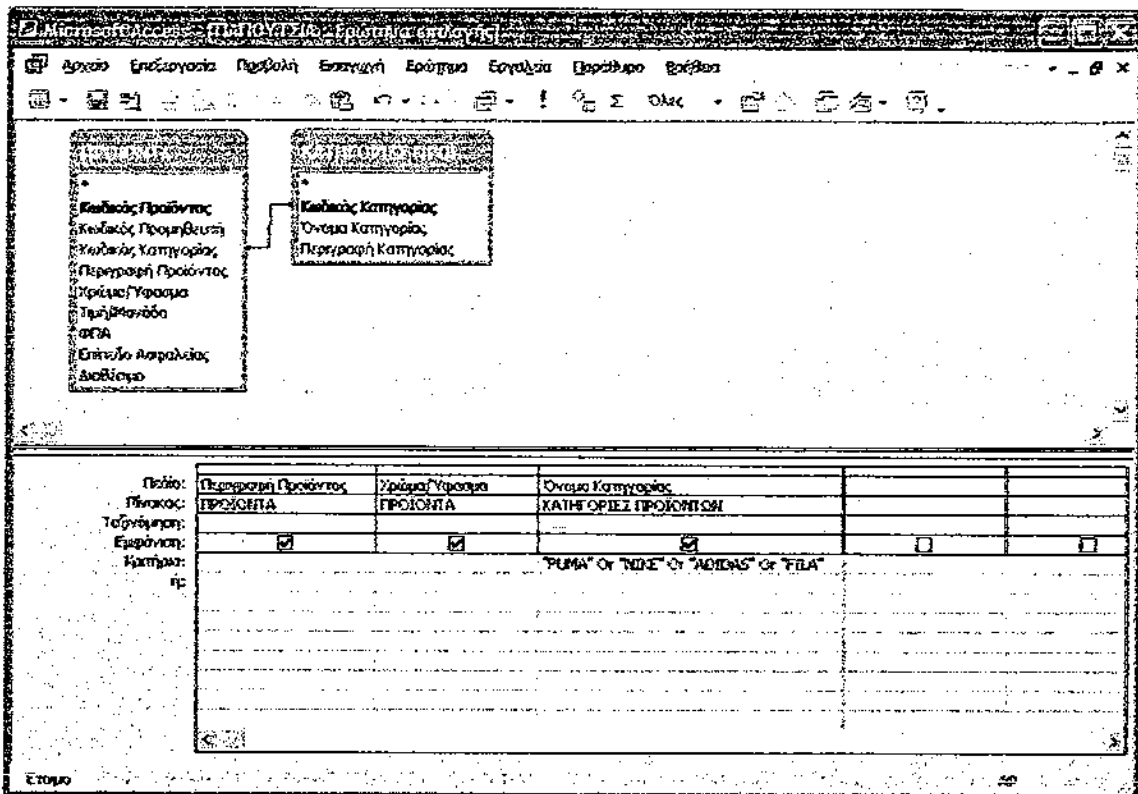 Microsoft Access - Ερώτημα επιλογής]
Αρχείο Επεξεργασία Προβολή Εισαγωγή Ερώτημα Εργαλεία Παράθυρο Βοήθεια
Σ Όλες
*
Κωδικός Προϊόντος
Κωδικός Προμηθευτή
Κωδικός Κατηγορίας
Περιγραφή Προϊόντος
Χρώμα/Ύφασμα
Τιμή/Μονάδα
ΦΠΑ
Επίπεδο Ασφαλείας
Διαθέσιμο
*
Κωδικός Κατηγορίας
Όνομα Κατηγορίας
Περιγραφή Κατηγορίας
Πεδίο: Περιγραφή Προϊόντος Χρώμα/Ύφασμα Όνομα Κατηγορίας
Πίνακας: ΠΡΟΪΟΝΤΑ ΠΡΟΪΟΝΤΑ ΚΑΤΗΓΟΡΙΕΣ ΠΡΟΪΟΝΤΩΝ
Ταξινόμηση:
Εμφάνιση:
Κριτήρια: "PUMA" Or "NIKE" Or "ADIDAS" Or "FILA"
ή:
Έτοιμο